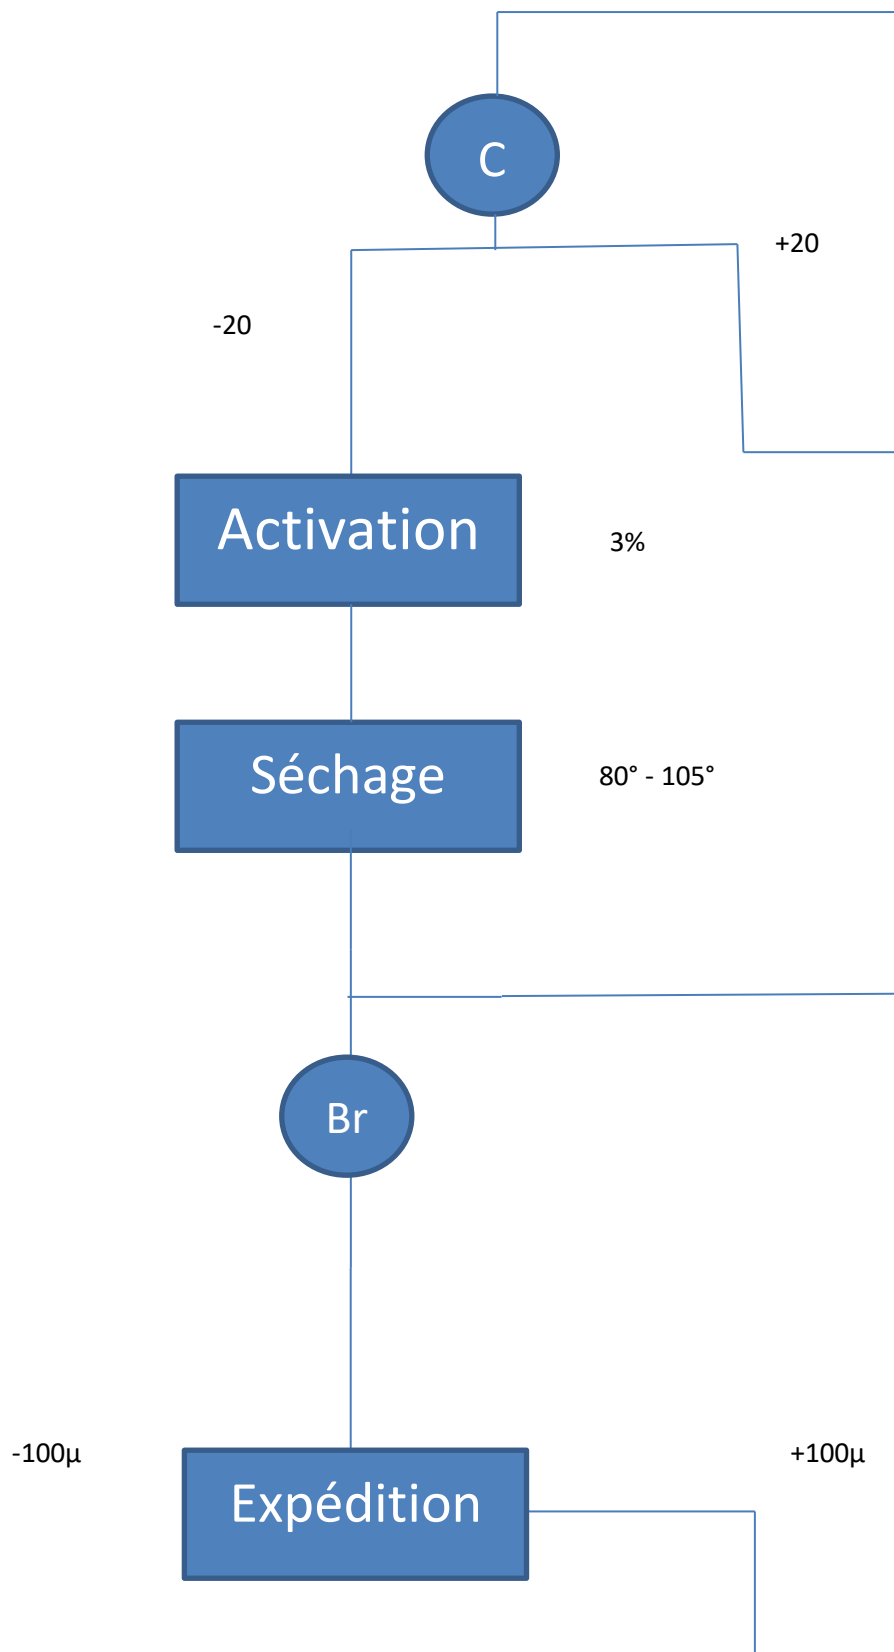 C
+20
-20
Activation
3%
Séchage
80° - 105°
Br
-100µ
+100µ
Expédition